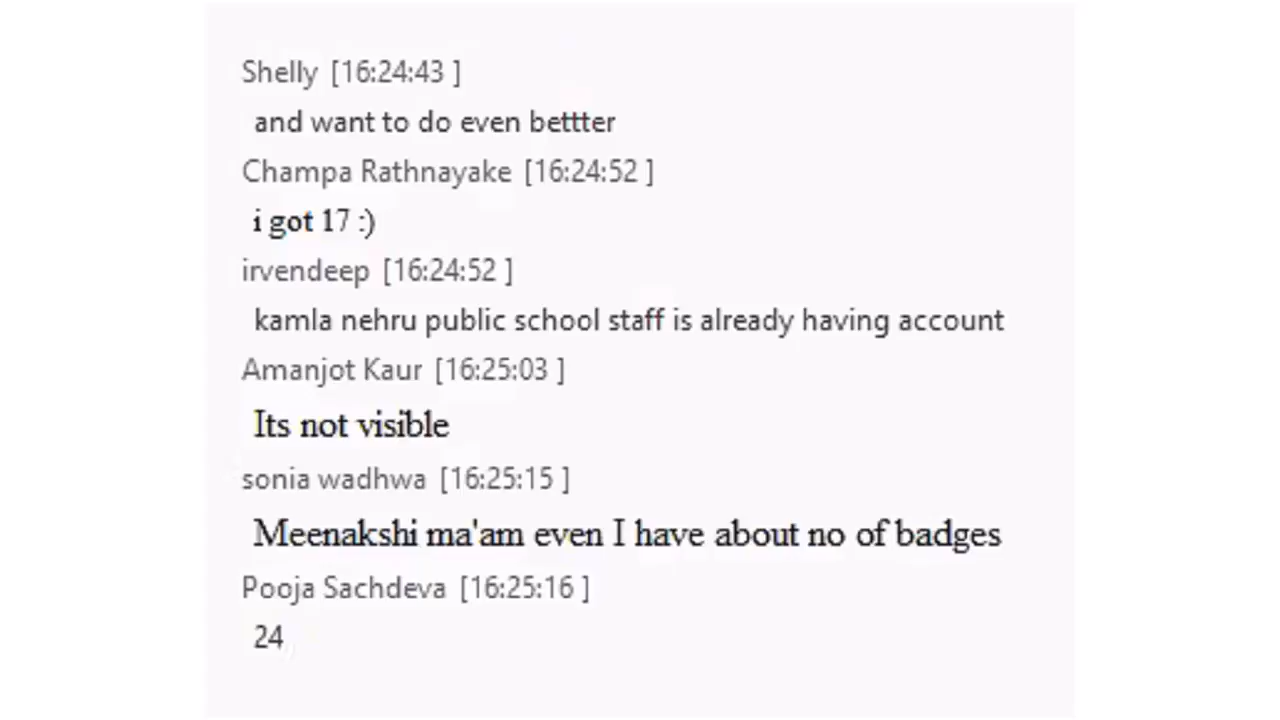 Shelly [16:24:43 ]
and want to do even bettter
Champa Rathnayake [16:24:52 ]
i got 17 :)
irvendeep [16:24:52 ]
kamla nehru public school staff is already having account
Amanjot Kaur [16:25:03 ]
Its not visible
sonia wadhwa [16:25:15 ]
Meenakshi ma'am even I have about no of badges
Pooja Sachdeva [16:25:16 ]
24